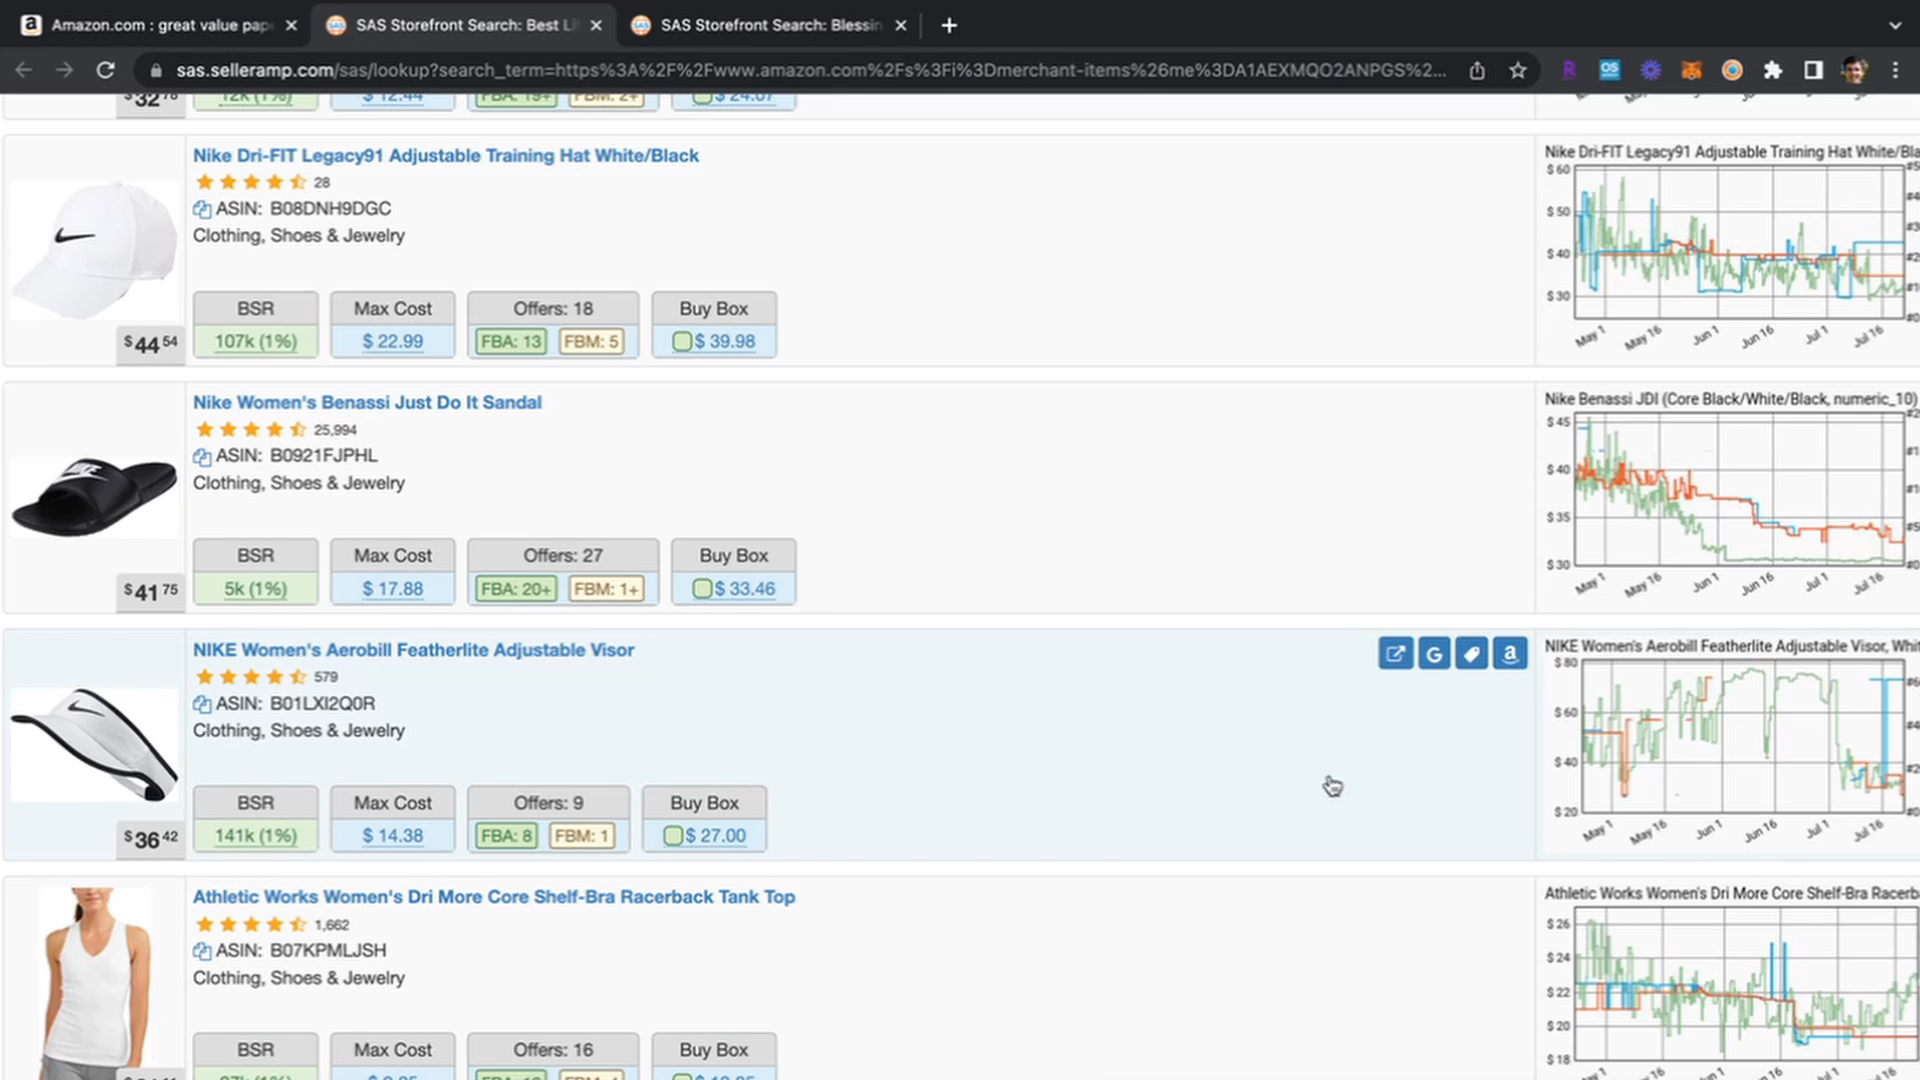 Amazon.com : great value pap
SAS Storefront Search: Best Li
SAS Storefront Search: Blessin
sas.selleramp.com/sas/lookup?search_term=https%3A%2F%2Fwww.amazon.com%2Fs%3Fi%3Dmerchant-items%26me%3DA1AEXMQO2ANPGS%2...
$32 78
12k (1%)
$ 12.44
FBA: 19+
FBM: 2+
$ 24.07
Nike Dri-FIT Legacy91 Adjustable Training Hat White/Black
28
ASIN: B08DNH9DGC
Clothing, Shoes & Jewelry
BSR
Max Cost
Offers: 18
Buy Box
$44 54
107k (1%)
$ 22.99
FBA: 13
FBM: 5
$ 39.98
Nike Dri-FIT Legacy91 Adjustable Training Hat White/Bla
$ 60
$ 50
$ 40
$ 30
May 1
May 16
Jun 1
Jun 16
Jul 1
Jul 16
Nike Women's Benassi Just Do It Sandal
25,994
ASIN: B0921FJPHL
Clothing, Shoes & Jewelry
BSR
Max Cost
Offers: 27
Buy Box
$41 75
5k (1%)
$ 17.88
FBA: 20+
FBM: 1+
$ 33.46
Nike Benassi JDI (Core Black/White/Black, numeric_10)
$ 45
$ 40
$ 35
$ 30
May 1
May 16
Jun 1
Jun 16
Jul 1
Jul 16
NIKE Women's Aerobill Featherlite Adjustable Visor
579
ASIN: B01LXI2Q0R
Clothing, Shoes & Jewelry
BSR
Max Cost
Offers: 9
Buy Box
$36 42
141k (1%)
$ 14.38
FBA: 8
FBM: 1
$ 27.00
NIKE Women's Aerobill Featherlite Adjustable Visor, Whit
$ 80
$ 60
$ 40
$ 20
May 1
May 16
Jun 1
Jun 16
Jul 1
Jul 16
Athletic Works Women's Dri More Core Shelf-Bra Racerback Tank Top
1,662
ASIN: B07KPMLJSH
Clothing, Shoes & Jewelry
BSR
Max Cost
Offers: 16
Buy Box
Athletic Works Women's Dri More Core Shelf-Bra Racerba
$ 26
$ 24
$ 22
$ 20
$ 18